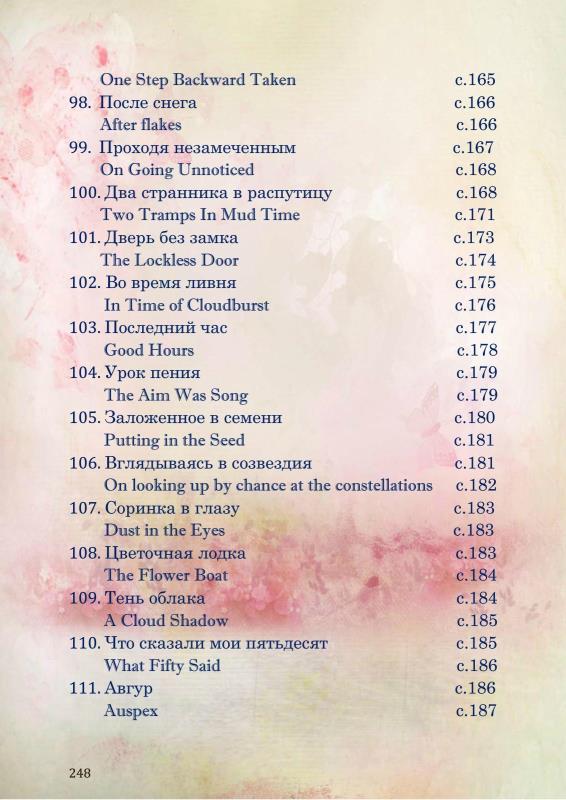 One Step Backward Taken с.165
98. После снега с.166
After flakes с.166
99. Проходя незамеченным с.167
On Going Unnoticed с.168
100. Два странника в распутицу с.168
Two Tramps In Mud Time с.171
101. Дверь без замка с.173
The Lockless Door с.174
102. Во время ливня с.175
In Time of Cloudburst с.176
103. Последний час с.177
Good Hours с.178
104. Урок пения с.179
The Aim Was Song с.179
105. Заложенное в семени с.180
Putting in the Seed с.181
106. Вглядываясь в созвездия с.181
On looking up by chance at the constellations с.182
107. Соринка в глазу с.183
Dust in the Eyes с.183
108. Цветочная лодка с.183
The Flower Boat с.184
109. Тень облака с.184
A Cloud Shadow с.185
110. Что сказали мои пятьдесят с.185
What Fifty Said с.186
111. Авгур с.186
Auspex с.187
248